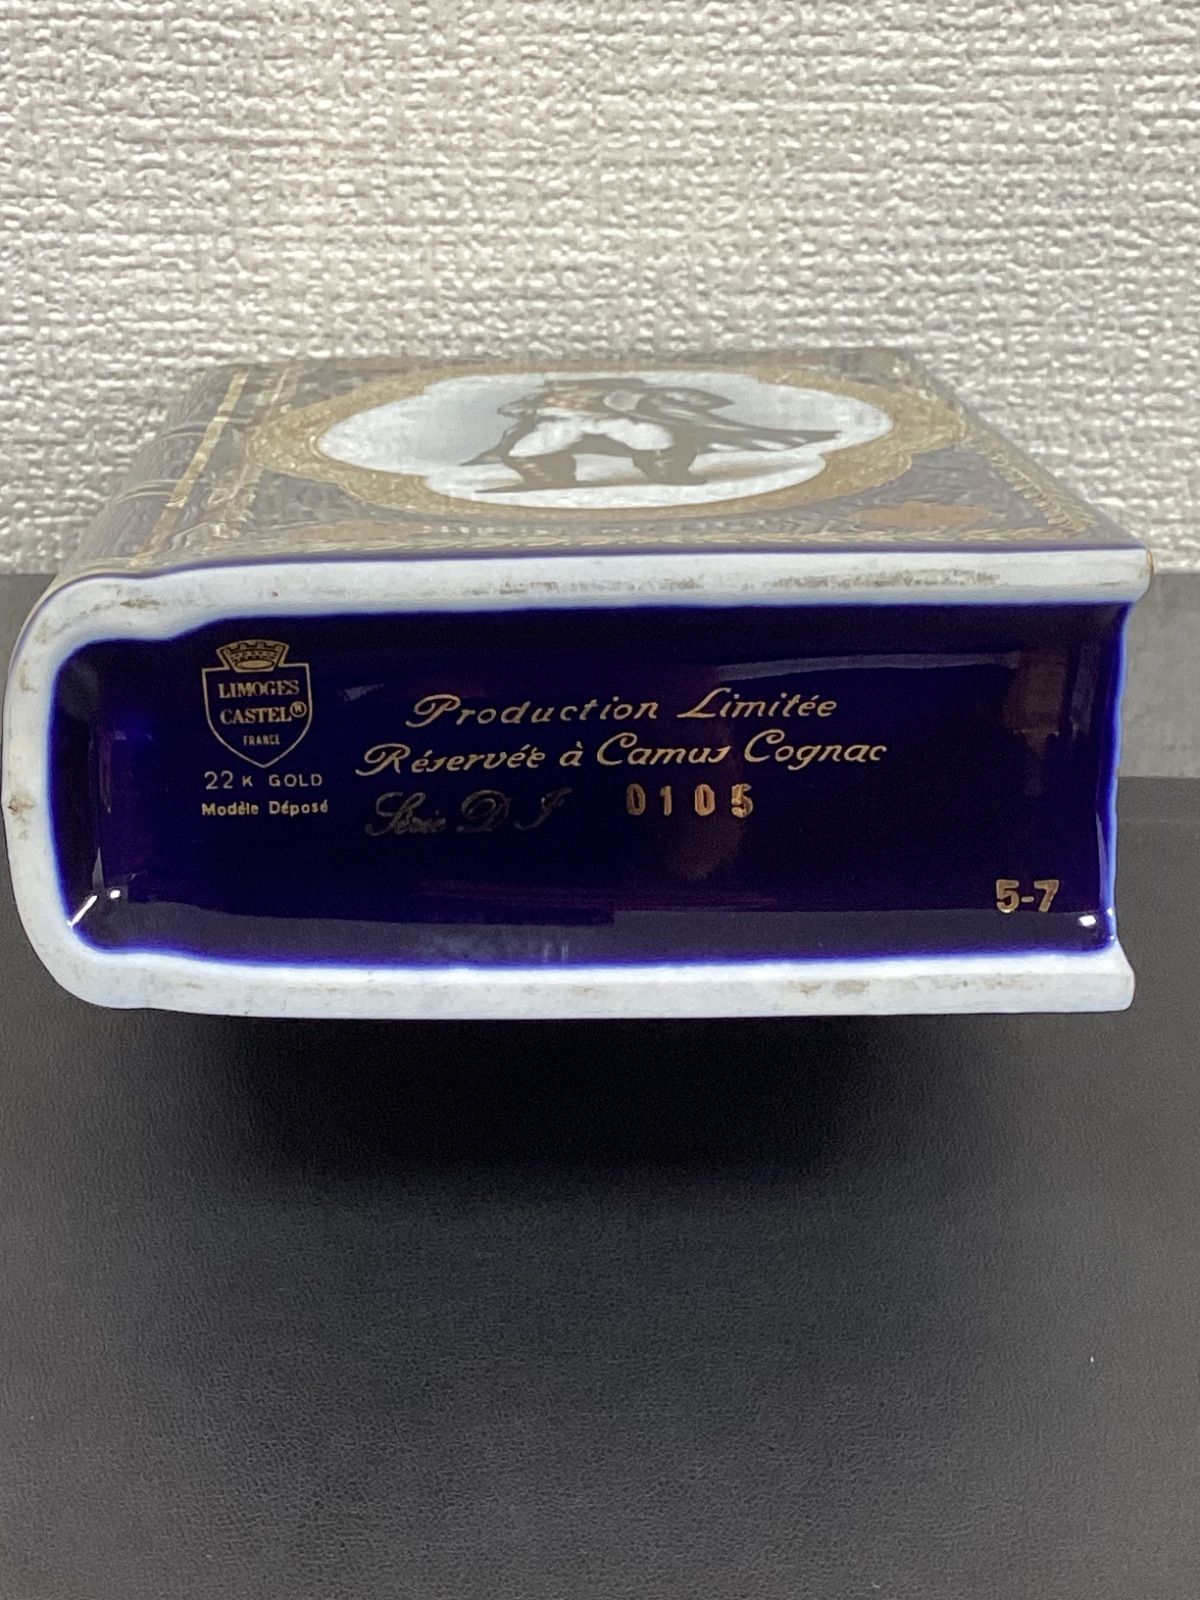 LIMOGES
CASTEL®
FRANCE
22 K GOLD
Modèle Déposé
Production Limitée
Réservée à Camus Cognac
Série D J 0105
5-7